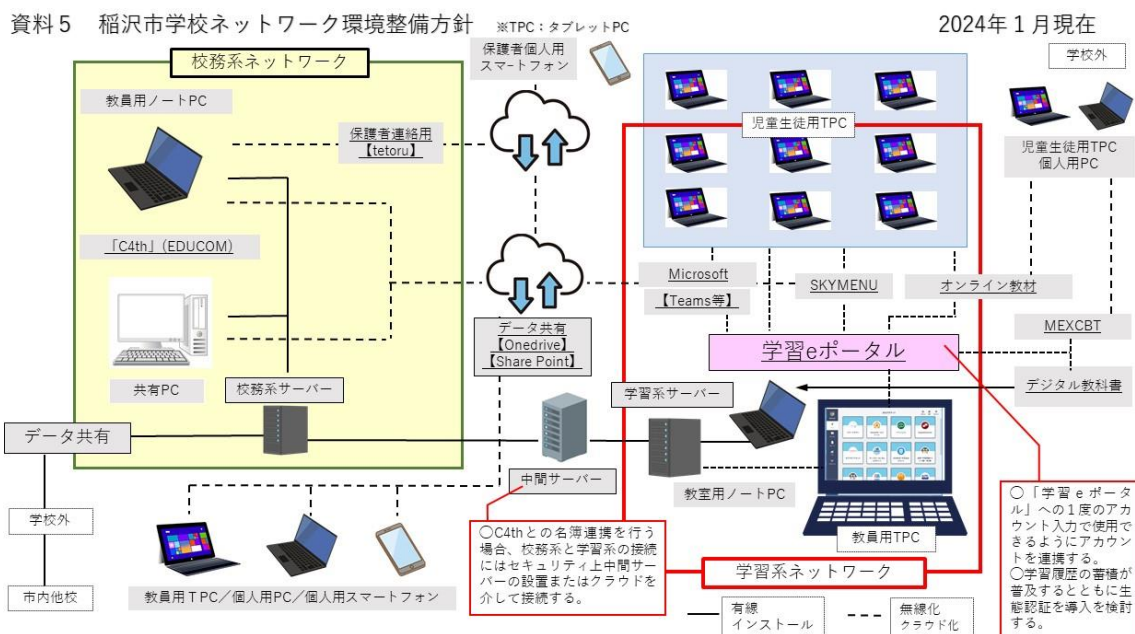 資料５　稲沢市学校ネットワーク環境整備方針　※TPC：タブレットPC
2024年１月現在
校務系ネットワーク
教員用ノートPC
保護者連絡用
【tetoru】
「C4th」（EDUCOM）
共有PC
校務系サーバー
データ共有
学校外
市内他校
保護者個人用
スマートフォン
データ共有
【Onedrive】
【Share Point】
中間サーバー
教員用ＴPC／個人用PC／個人用スマートフォン
○C4thとの名簿連携を行う
場合、校務系と学習系の接続
にはセキュリティ上中間サー
バーの設置またはクラウドを
介して接続する。
児童生徒用TPC
Microsoft
【Teams等】
SKYMENU
オンライン教材
学習eポータル
学習系サーバー
教室用ノートPC
教員用TPC
学習系ネットワーク
学校外
児童生徒用TPC
個人用PC
MEXCBT
デジタル教科書
○「学習ｅポータ
ル」への１度のアカ
ウント入力で使用で
きるようにアカウン
トを連携する。
○学習履歴の蓄積が
普及するとともに生
態認証を導入を検討
する。
有線
インストール
無線化
クラウド化